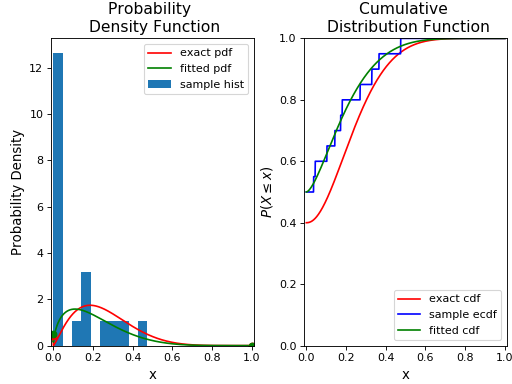 Probability
Density Function
Probability Density
12
10
8
6
4
2
0
exact pdf
fitted pdf
sample hist
0.0 0.2 0.4 0.6 0.8 1.0
x
Cumulative
Distribution Function
P(X ≤ x)
1.0
0.8
0.6
0.4
0.2
0.0
exact cdf
sample ecdf
fitted cdf
0.0 0.2 0.4 0.6 0.8 1.0
x